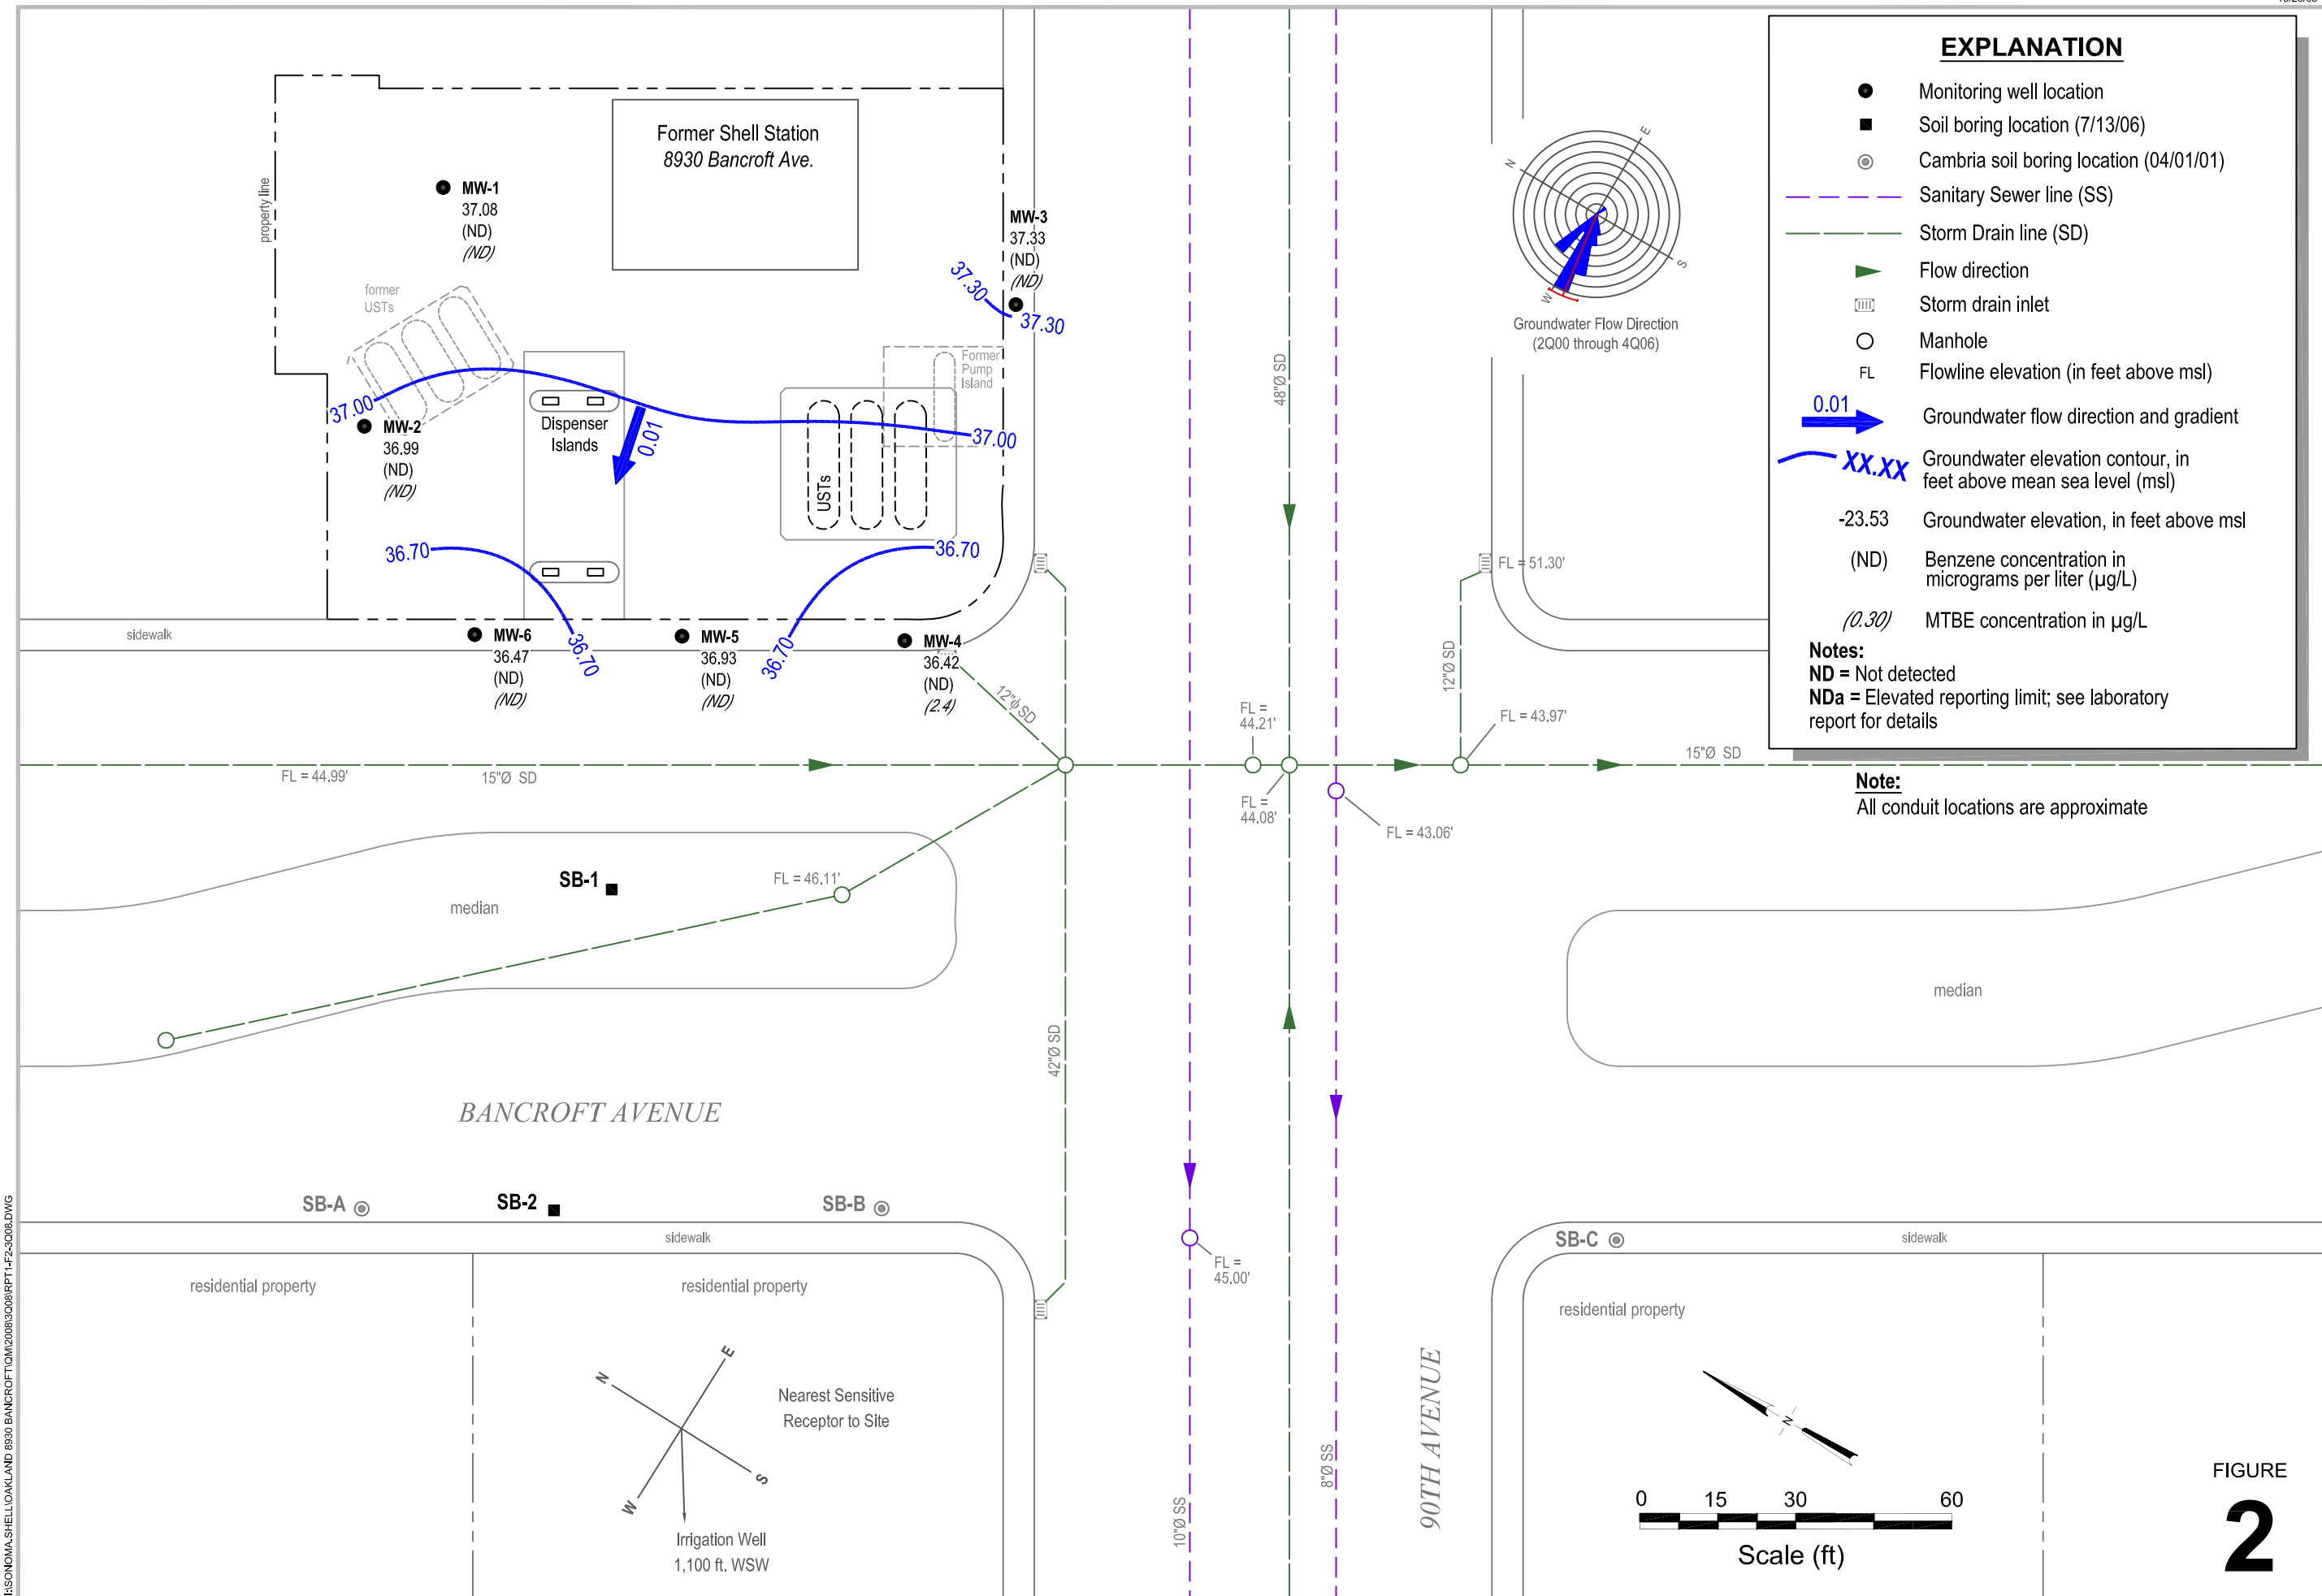 EXPLANATION
Monitoring well location
Soil boring location (7/13/06)
Cambria soil boring location (04/01/01)
Sanitary Sewer line (SS)
Storm Drain line (SD)
Flow direction
Storm drain inlet
Manhole
FL Flowline elevation (in feet above msl)
0.01
Groundwater flow direction and gradient
XX.XX Groundwater elevation contour, in
feet above mean sea level (msl)
-23.53 Groundwater elevation, in feet above msl
(ND) Benzene concentration in
micrograms per liter (µg/L)
(0.30) MTBE concentration in µg/L
Notes:
ND = Not detected
NDa = Elevated reporting limit; see laboratory
report for details
Note:
All conduit locations are approximate
Former Shell Station
8930 Bancroft Ave.
property line
MW-1
37.08
(ND)
(ND)
MW-3
37.33
(ND)
(ND)
37.30
37.30
former
USTs
Former
Pump
Island
37.00
37.00
MW-2
36.99
(ND)
(ND)
Dispenser
Islands
0.01
USTs
36.70
36.70
36.70
36.70
sidewalk
MW-6
36.47
(ND)
(ND)
MW-5
36.93
(ND)
(ND)
MW-4
36.42
(ND)
(2.4)
N
E
S
W
Groundwater Flow Direction
(2Q00 through 4Q06)
48"Ø SD
FL = 51.30'
12"Ø SD
12"ϕ SD
FL =
44.21'
FL = 43.97'
15"Ø SD
FL = 44.99'
15"Ø SD
FL =
44.08'
FL = 43.06'
SB-1
FL = 46.11'
median
median
42"Ø SD
BANCROFT AVENUE
SB-A
SB-2
SB-B
SB-C
sidewalk
sidewalk
FL =
45.00'
residential property
residential property
residential property
N
E
S
W
Nearest Sensitive
Receptor to Site
Irrigation Well
1,100 ft. WSW
10"Ø SS
8"Ø SS
90TH AVENUE
N
0 15 30 60
Scale (ft)
FIGURE
2
I:\SONOMA.SHELL\OAKLAND 8930 BANCROFT\QM\2008\3Q08\RPT1-F2-3Q08.DWG